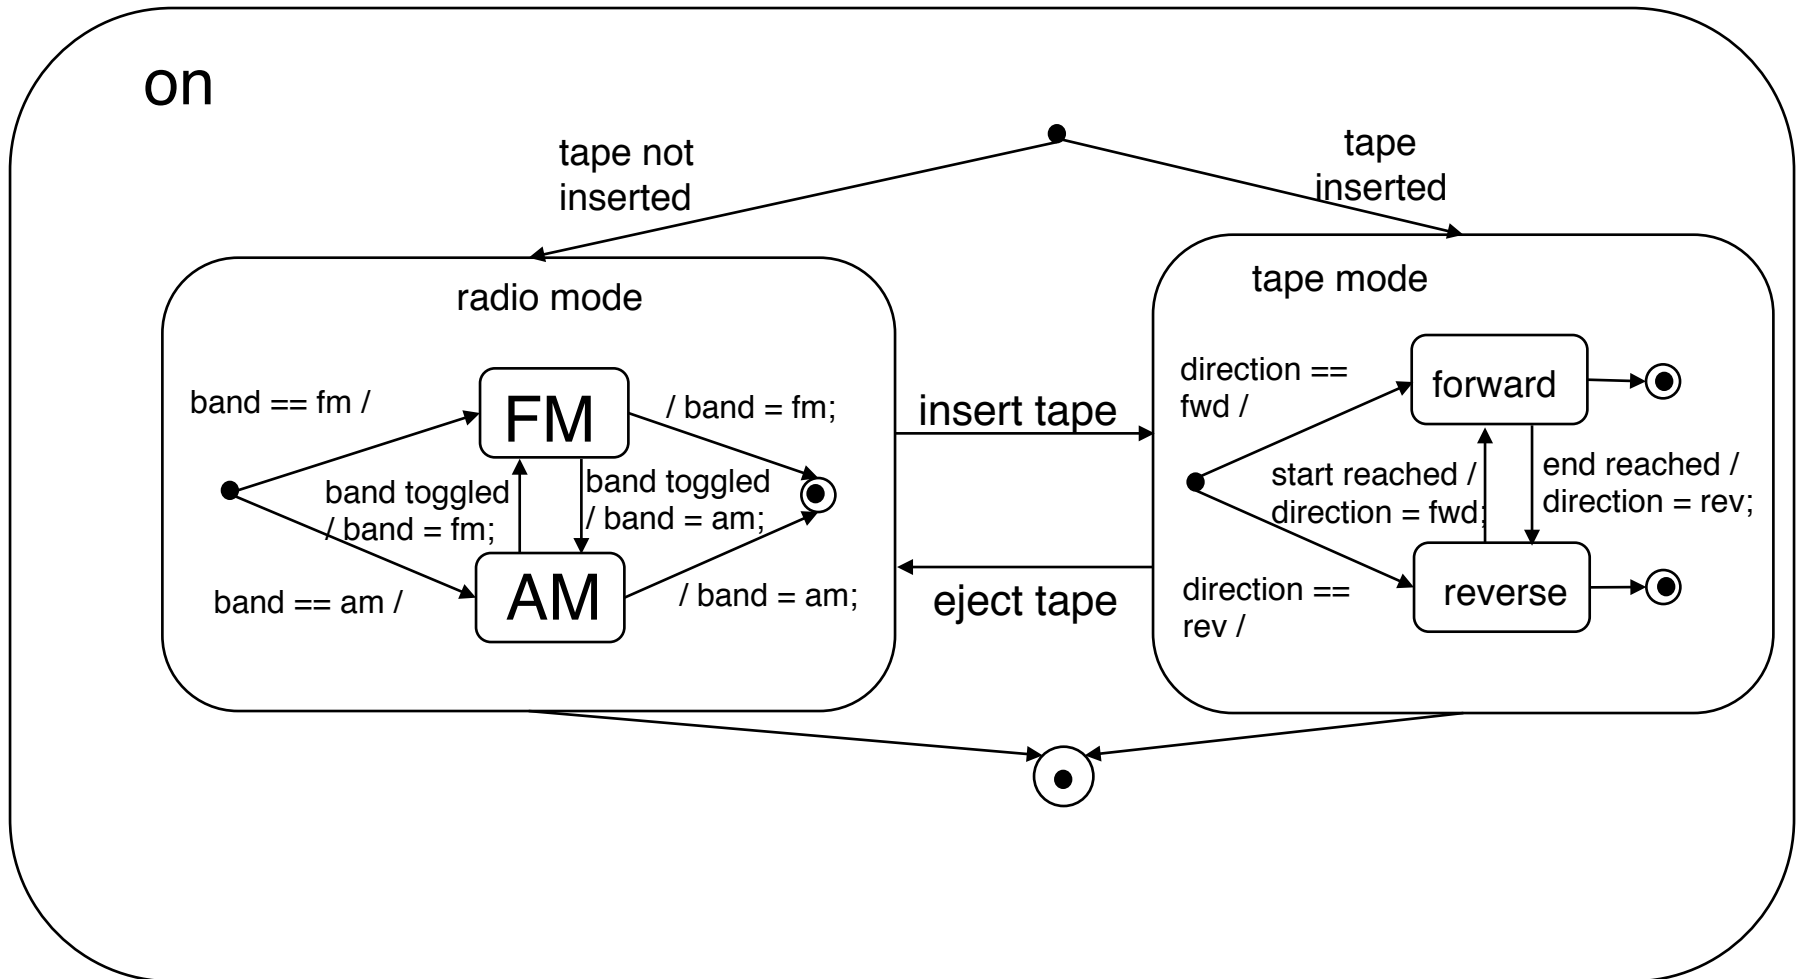 on
tape not
inserted
tape
inserted
radio mode
band == fm /
FM
/ band = fm;
band toggled
/ band = fm;
band toggled
/ band = am;
band == am /
AM
/ band = am;
insert tape
eject tape
tape mode
direction ==
fwd /
forward
start reached /
direction = fwd;
end reached /
direction = rev;
direction ==
rev /
reverse